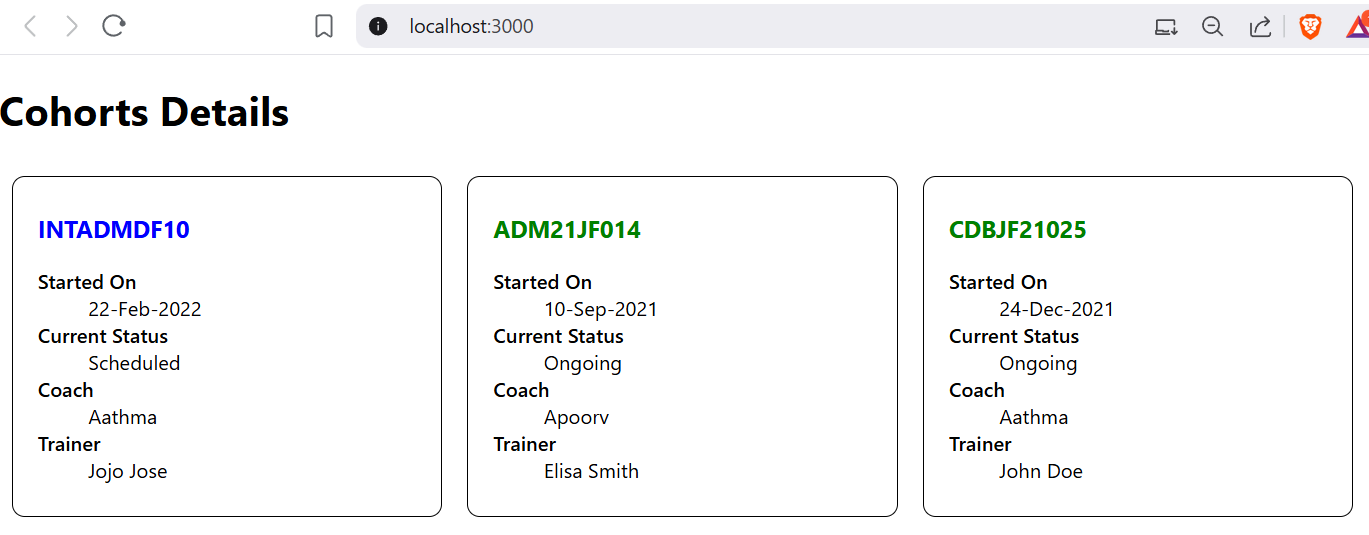 localhost:3000
Cohorts Details
INTADMDF10
Started On
22-Feb-2022
Current Status
Scheduled
Coach
Aathma
Trainer
Jojo Jose
ADM21JF014
Started On
10-Sep-2021
Current Status
Ongoing
Coach
Apoorv
Trainer
Elisa Smith
CDBJF21025
Started On
24-Dec-2021
Current Status
Ongoing
Coach
Aathma
Trainer
John Doe